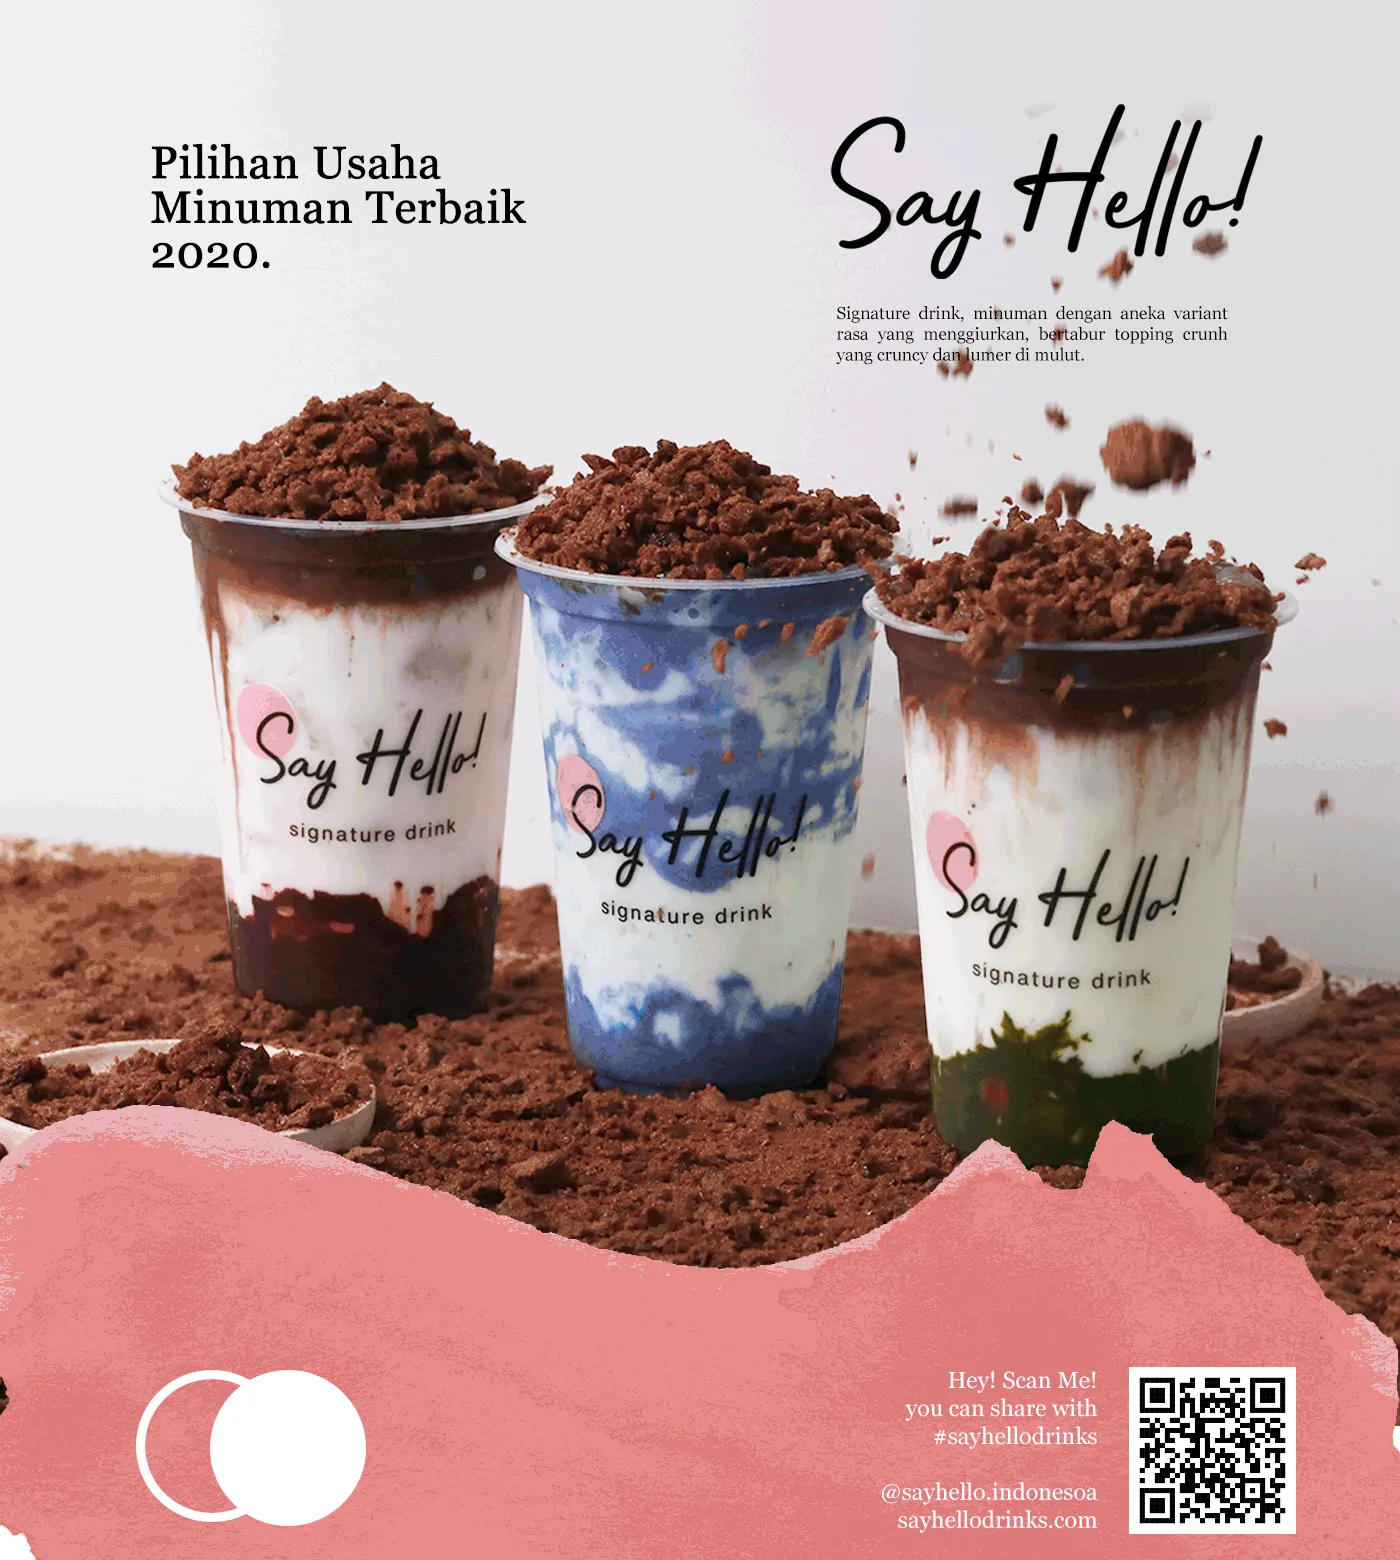 Pilihan Usaha
Minuman Terbaik
2020.
Say Hello!
Signature drink, minuman dengan aneka variant
rasa yang menggiurkan, bertabur topping crunh
yang cruncy dan lumer di mulut.
Say Hello!
signature drink
Say Hello!
signature drink
Say Hello!
signature drink
Hey! Scan Me!
you can share with
#sayhellodrinks
@sayhello.indonesoa
sayhellodrinks.com